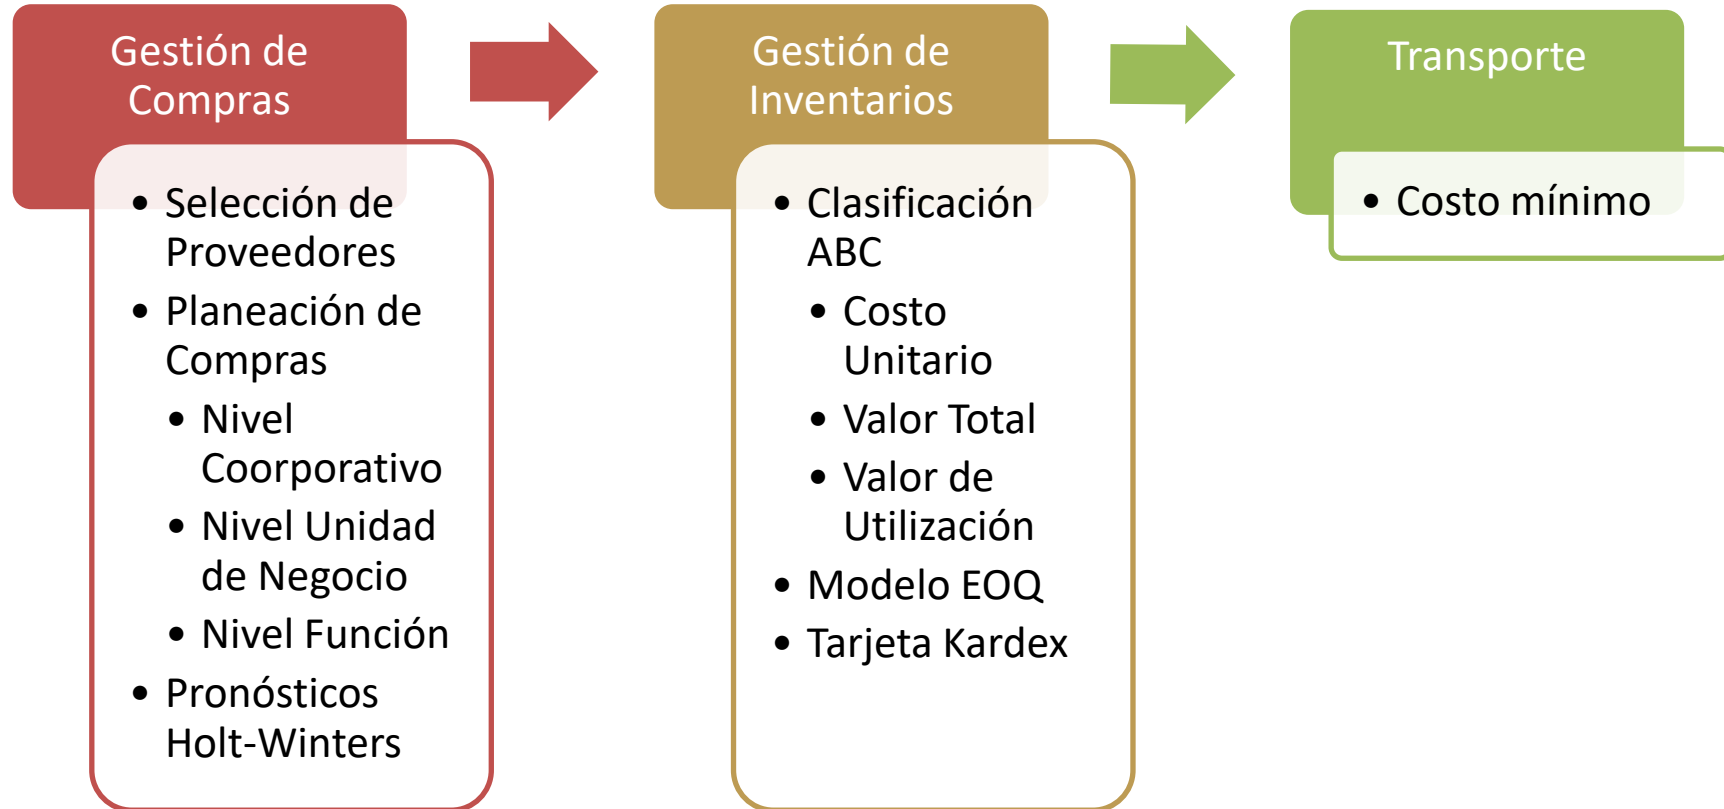 Gestión de
Compras
• Selección de
Proveedores
• Planeación de
Compras
• Nivel
Coorporativo
• Nivel Unidad
de Negocio
• Nivel Función
• Pronósticos
Holt-Winters
Gestión de
Inventarios
• Clasificación
ABC
• Costo
Unitario
• Valor Total
• Valor de
Utilización
• Modelo EOQ
• Tarjeta Kardex
Transporte
• Costo mínimo